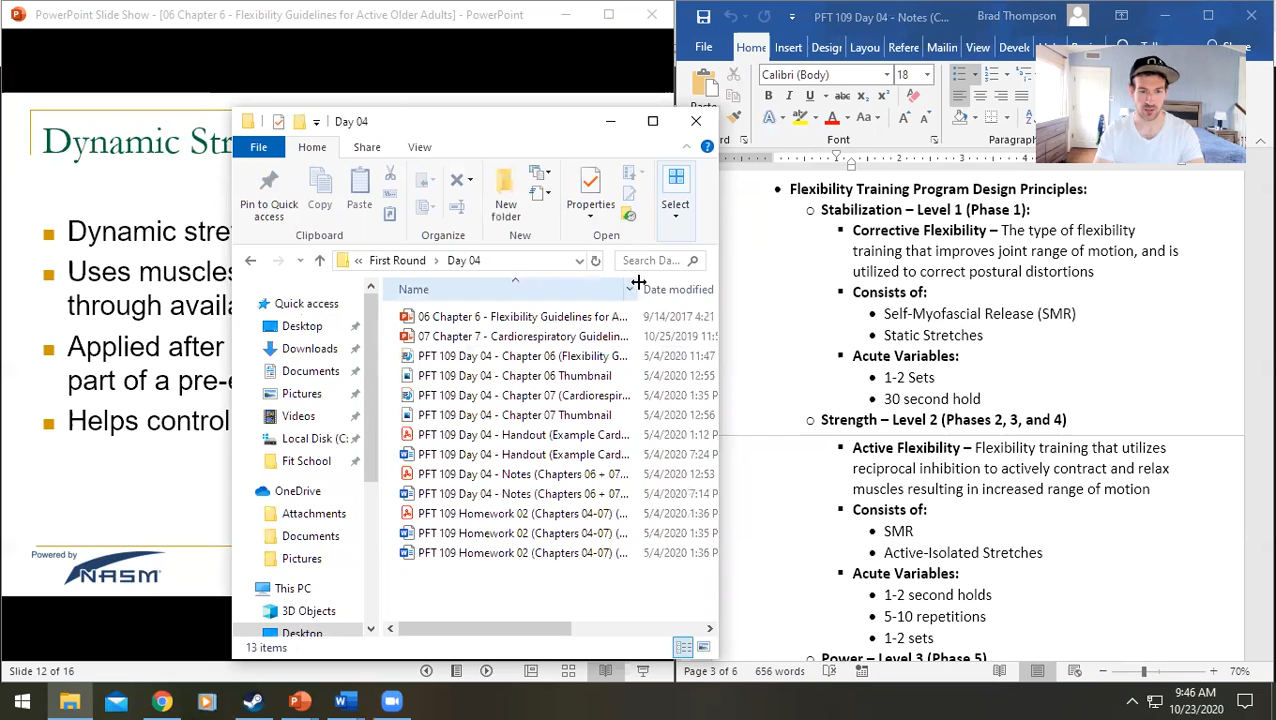 PowerPoint Slide Show - [06 Chapter 6 - Flexibility Guidelines for Active Older Adults] - PowerPoint
Dynamic Str
Dynamic stre
Uses muscles
through availa
Applied after
part of a pre-e
Helps control
Powered by
NASM
Slide 12 of 16
Day 04
File
Home
Share
View
Pin to Quick access
Copy
Paste
New folder
Properties
Select
Clipboard
Organize
New
Open
« First Round > Day 04
Search Da...
Name
Date modified
06 Chapter 6 - Flexibility Guidelines for A... 9/14/2017 4:21
07 Chapter 7 - Cardiorespiratory Guidelin... 10/25/2019 11:5
PFT 109 Day 04 - Chapter 06 (Flexibility G... 5/4/2020 11:47
PFT 109 Day 04 - Chapter 06 Thumbnail 5/4/2020 12:55
PFT 109 Day 04 - Chapter 07 (Cardiorespir... 5/4/2020 1:35 P
PFT 109 Day 04 - Chapter 07 Thumbnail 5/4/2020 12:56
PFT 109 Day 04 - Handout (Example Card... 5/4/2020 1:12 P
PFT 109 Day 04 - Handout (Example Card... 5/4/2020 7:24 P
PFT 109 Day 04 - Notes (Chapters 06 + 07... 5/4/2020 12:53
PFT 109 Day 04 - Notes (Chapters 06 + 07... 5/4/2020 7:14 P
PFT 109 Homework 02 (Chapters 04-07) (... 5/4/2020 1:36 P
PFT 109 Homework 02 (Chapters 04-07) (... 5/4/2020 1:35 P
PFT 109 Homework 02 (Chapters 04-07) (... 5/4/2020 1:36 P
Quick access
Desktop
Downloads
Documents
Pictures
Videos
Local Disk (C:
Fit School
OneDrive
Attachments
Documents
Pictures
This PC
3D Objects
Desktop
13 items
PFT 109 Day 04 - Notes (C...
Brad Thompson
File Home Insert Desig Layou Refere Mailin View Develo
Paste
Calibri (Body) 18
Font
Paragraph
2 3 4
Flexibility Training Program Design Principles:
Stabilization – Level 1 (Phase 1):
Corrective Flexibility – The type of flexibility
training that improves joint range of motion, and is
utilized to correct postural distortions
Consists of:
Self-Myofascial Release (SMR)
Static Stretches
Acute Variables:
1-2 Sets
30 second hold
Strength – Level 2 (Phases 2, 3, and 4)
Active Flexibility – Flexibility training that utilizes
reciprocal inhibition to actively contract and relax
muscles resulting in increased range of motion
Consists of:
SMR
Active-Isolated Stretches
Acute Variables:
1-2 second holds
5-10 repetitions
1-2 sets
Power – Level 3 (Phase 5)
Page 3 of 6 656 words
70%
9:46 AM
10/23/2020